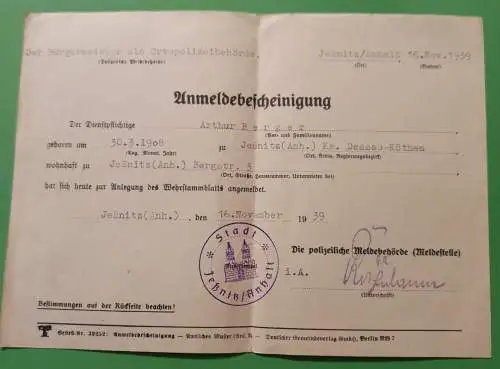 Der Bürgermeister als Ortspolizeibehörde. Jeßnitz/Anhalt 16.Nov.1939
(Polizeiliche Meldebehörde) (Ort) (Datum)
Anmeldebescheinigung
Der Dienstpflichtige Arthur Berger
(Vor- und Familienname)
geboren am 30.3.1908 zu Jeßnitz(Anh.) Kr. Dessau-Köthen
(Tag, Monat, Jahr) (Ort, Kreis, Regierungsbezirk)
wohnhaft zu Jeßnitz(Anh.) Bergstr. 5
(Ort, Straße, Hausnummer, Untermieter bei)
hat sich heute zur Anlegung des Wehrstammblatts angemeldet.
Jeßnitz(Anh.) den 16.November 1939
Stadt
Jeßnitz/Anhalt
Die polizeiliche Meldebehörde (Meldestelle)
i.A.
(Unterschrift)
Bestimmungen auf der Rückseite beachten!
Bestell-Nr. 39252: Anmeldebescheinigung — Amtliches Muster — Deutscher Gemeindeverlag GmbH, Berlin NW 7